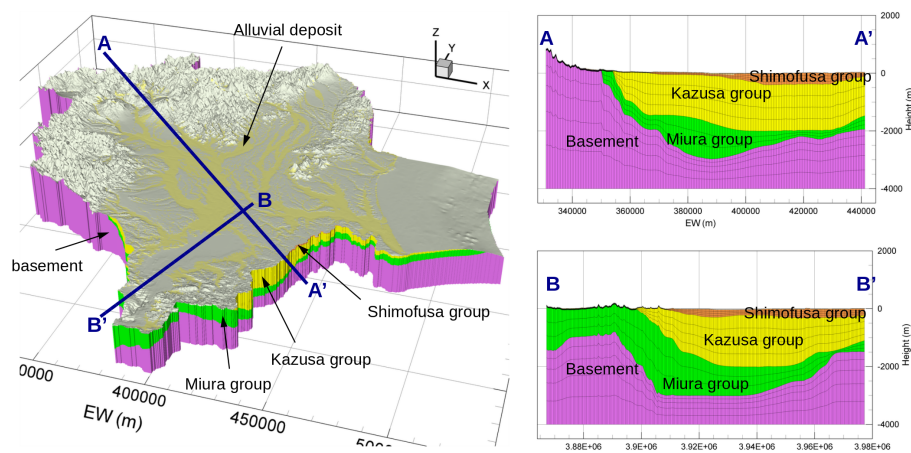 A
Alluvial deposit
Z
Y
X
B
basement
A'
B'
Shimofusa group
Kazusa group
Miura group
0000
400000
450000
EW (m)
A
A'
2000
Shimofusa group
0
Kazusa group
Miura group
Basement
-2000
-4000
Height (m)
340000
360000
380000
400000
420000
440000
EW (m)
B
B'
2000
Shimofusa group
0
Kazusa group
Basement
Miura group
-2000
-4000
Height (m)
3.88E+06
3.9E+06
3.92E+06
3.94E+06
3.96E+06
3.98E+06